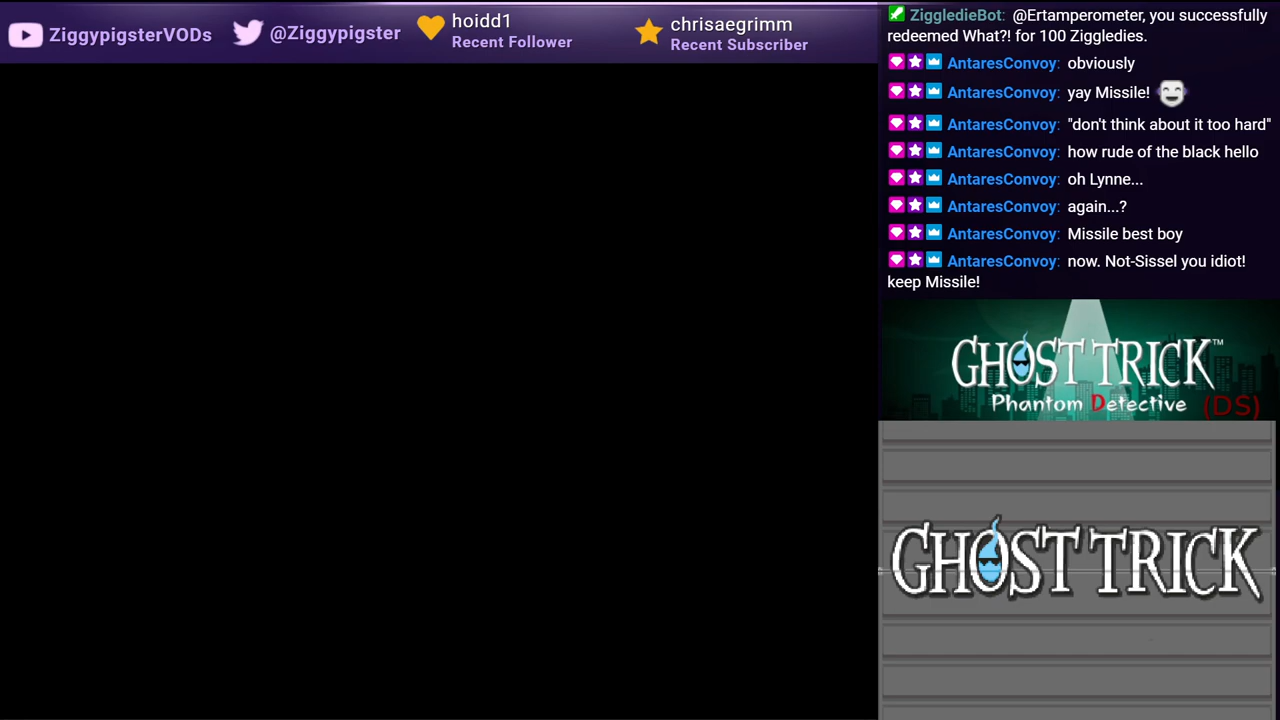 ZiggypigsterVODs
@Ziggypigster
hoidd1
Recent Follower
chrisaegrimm
Recent Subscriber
ZiggledieBot: @Ertamperometer, you successfully
redeemed What?! for 100 Ziggledies.
AntaresConvoy: obviously
AntaresConvoy: yay Missile!
AntaresConvoy: "don't think about it too hard"
AntaresConvoy: how rude of the black hello
AntaresConvoy: oh Lynne...
AntaresConvoy: again...?
AntaresConvoy: Missile best boy
AntaresConvoy: now. Not-Sissel you idiot!
keep Missile!
GHOST TRICK™
Phantom Detective (DS)
GHOST TRICK